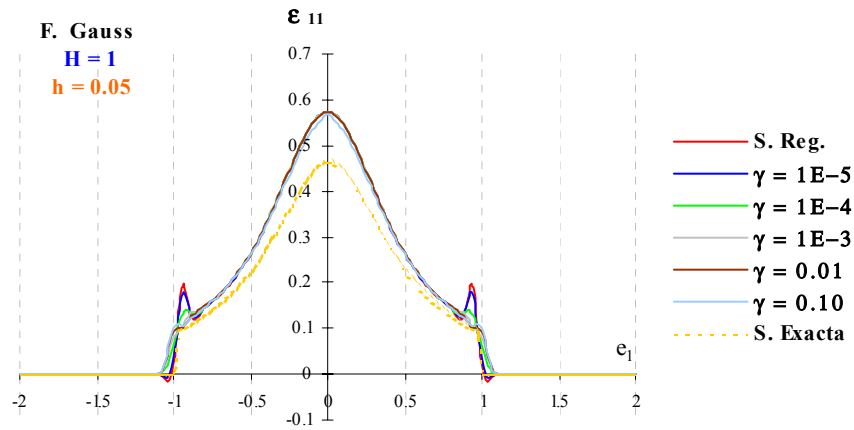 ε 11
F. Gauss
H = 1
h = 0.05
0.7
0.6
0.5
0.4
0.3
0.2
0.1
0
-0.1
-2
-1.5
-1
-0.5
0
0.5
1
1.5
2
e1
S. Reg.
γ = 1E-5
γ = 1E-4
γ = 1E-3
γ = 0.01
γ = 0.10
S. Exacta